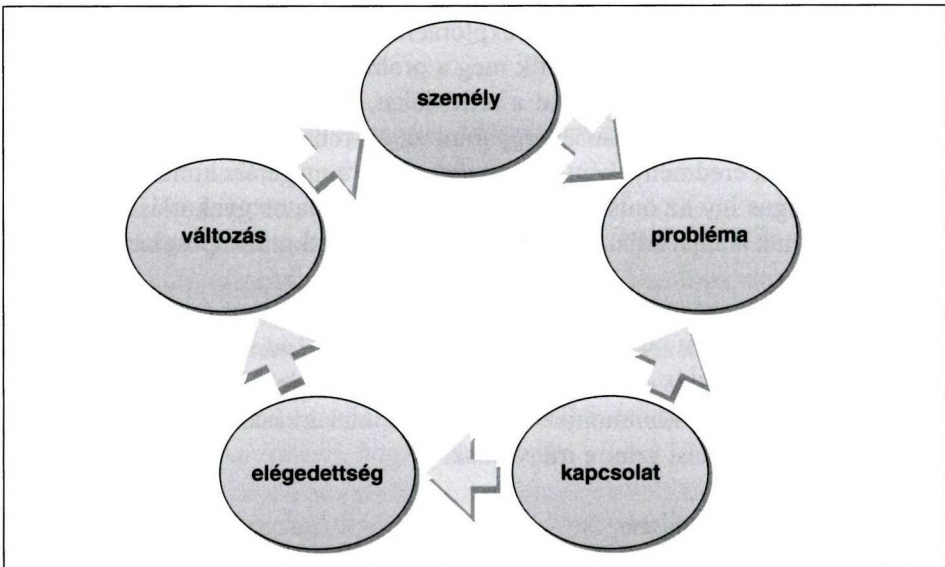 személy
probléma
kapcsolat
elégedettség
változás